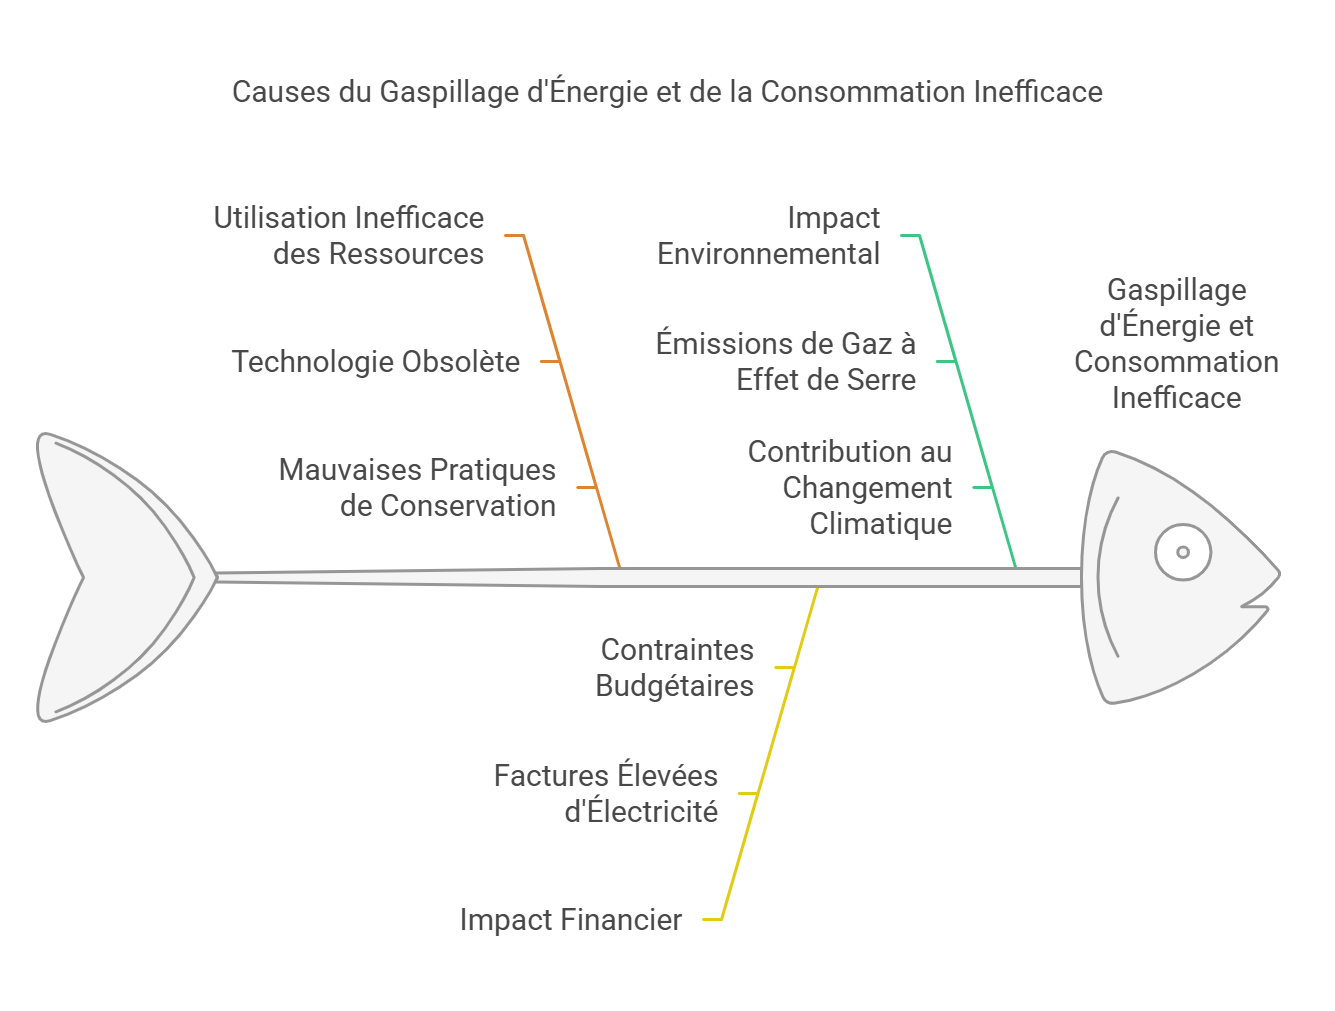 Causes du Gaspillage d'Énergie et de la Consommation Inefficace
Utilisation Inefficace
des Ressources
Technologie Obsolète
Mauvaises Pratiques
de Conservation
Impact
Environnemental
Émissions de Gaz à
Effet de Serre
Contribution au
Changement
Climatique
Gaspillage
d'Énergie et
Consommation
Inefficace
Contraintes
Budgétaires
Factures Élevées
d'Électricité
Impact Financier